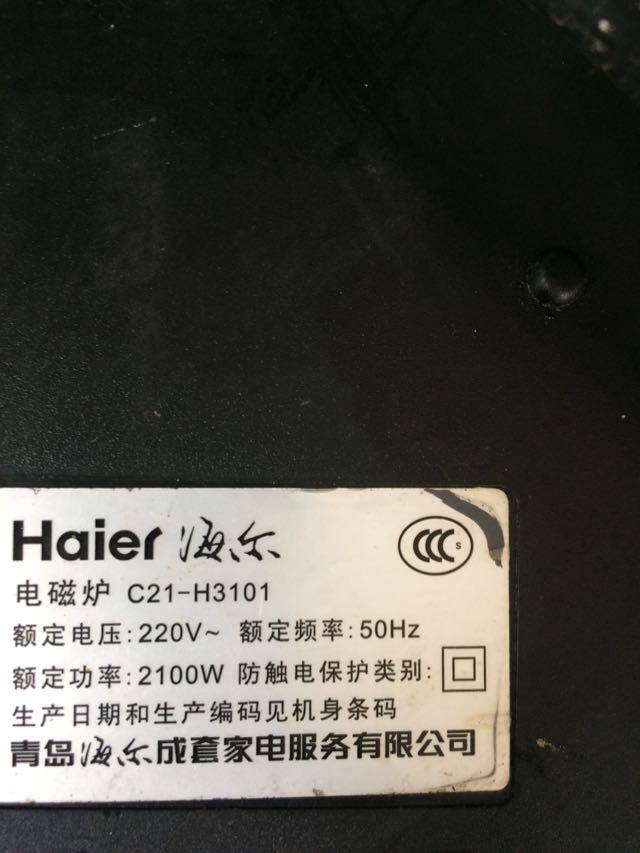 Haier 海尔
CCC S
电磁炉 C21-H3101
额定电压:220V~ 额定频率:50Hz
额定功率:2100W 防触电保护类别:
生产日期和生产编码见机身条码
青岛海尔成套家电服务有限公司